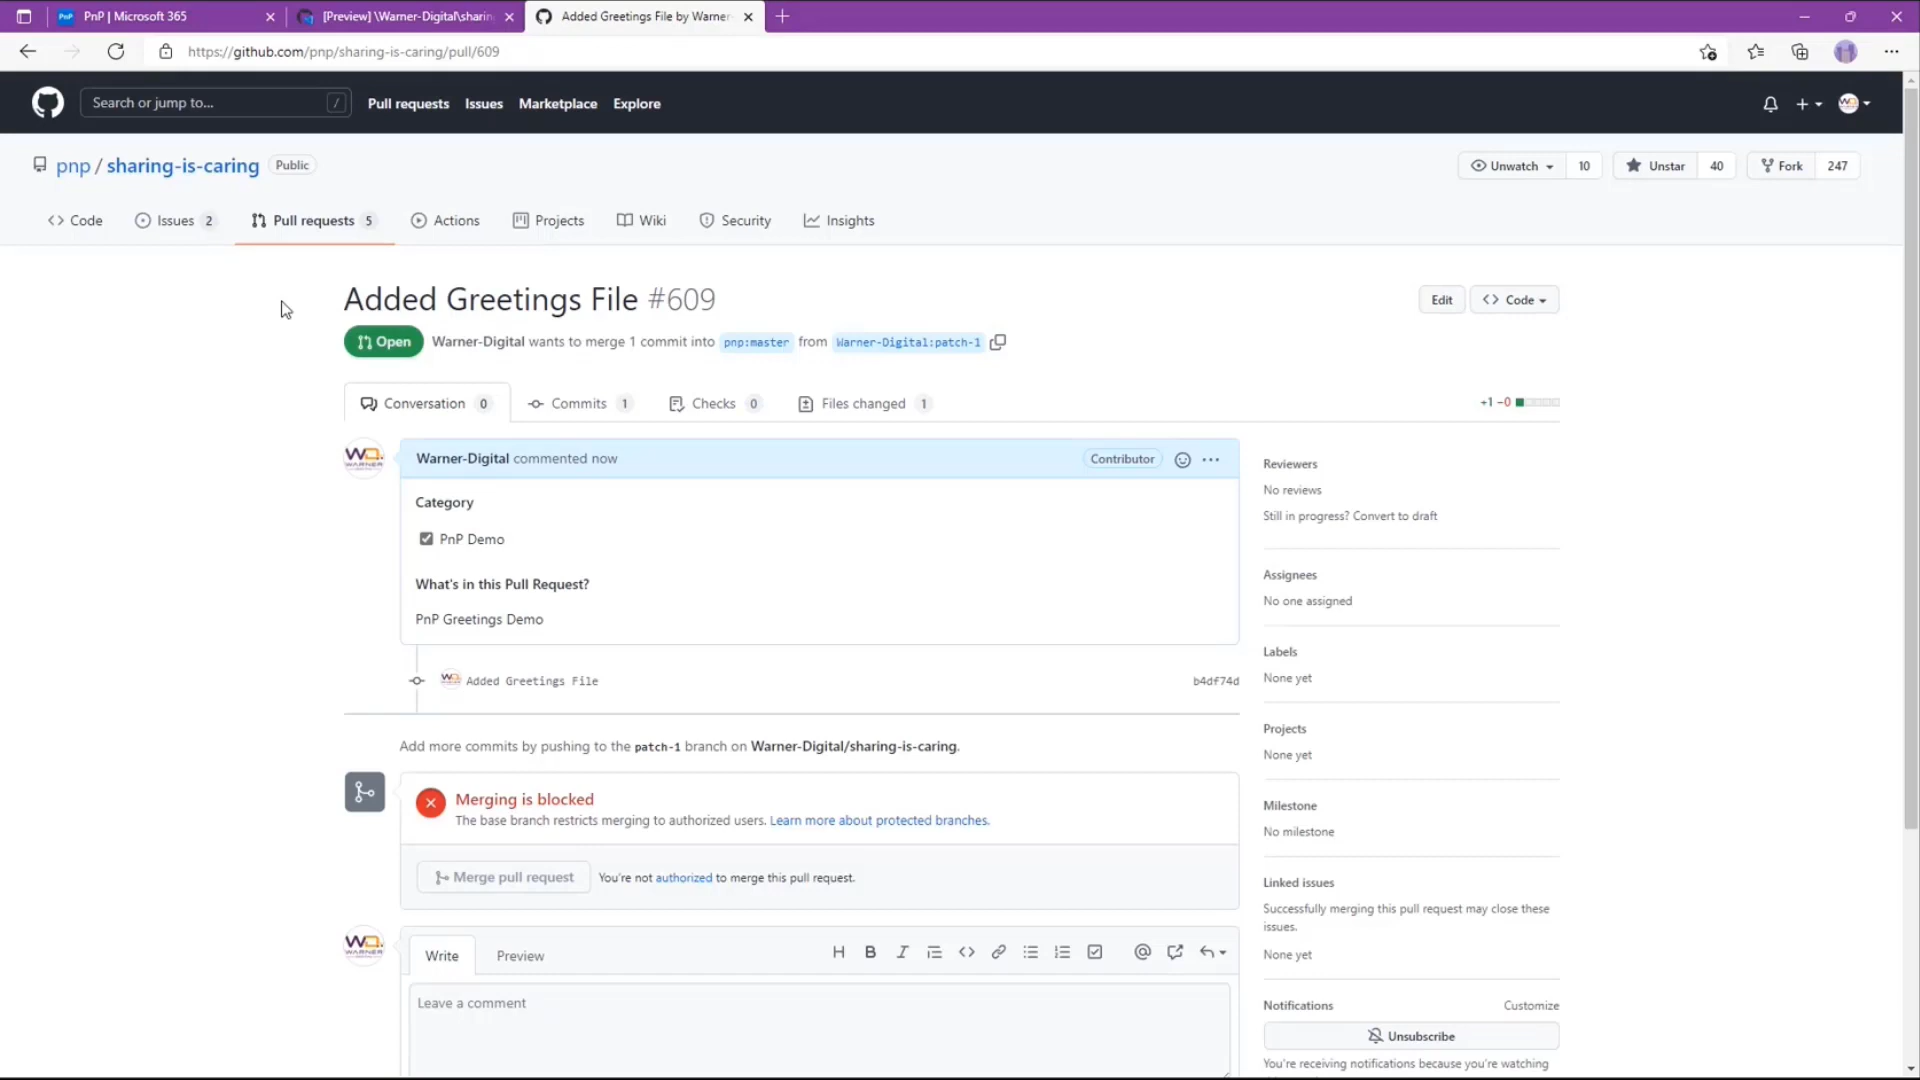 PnP | Microsoft 365
[Preview] \Warner-Digital\sharin
Added Greetings File by Warner-
https://github.com/pnp/sharing-is-caring/pull/609
Search or jump to...
/
Pull requests
Issues
Marketplace
Explore
pnp / sharing-is-caring
Public
Unwatch
10
Unstar
40
Fork
247
Code
Issues 2
Pull requests 5
Actions
Projects
Wiki
Security
Insights
Added Greetings File #609
Edit
Code
Open
Warner-Digital wants to merge 1 commit into pnp:master from Warner-Digital:patch-1
Conversation 0
Commits 1
Checks 0
Files changed 1
+1 −0
Warner-Digital commented now
Contributor
Category
PnP Demo
What's in this Pull Request?
PnP Greetings Demo
Added Greetings File
b4df74d
Add more commits by pushing to the patch-1 branch on Warner-Digital/sharing-is-caring.
Merging is blocked
The base branch restricts merging to authorized users. Learn more about protected branches.
Merge pull request
You're not authorized to merge this pull request.
Write
Preview
Leave a comment
Reviewers
No reviews
Still in progress? Convert to draft
Assignees
No one assigned
Labels
None yet
Projects
None yet
Milestone
No milestone
Linked issues
Successfully merging this pull request may close these
issues.
None yet
Notifications
Customize
Unsubscribe
You're receiving notifications because you're watching